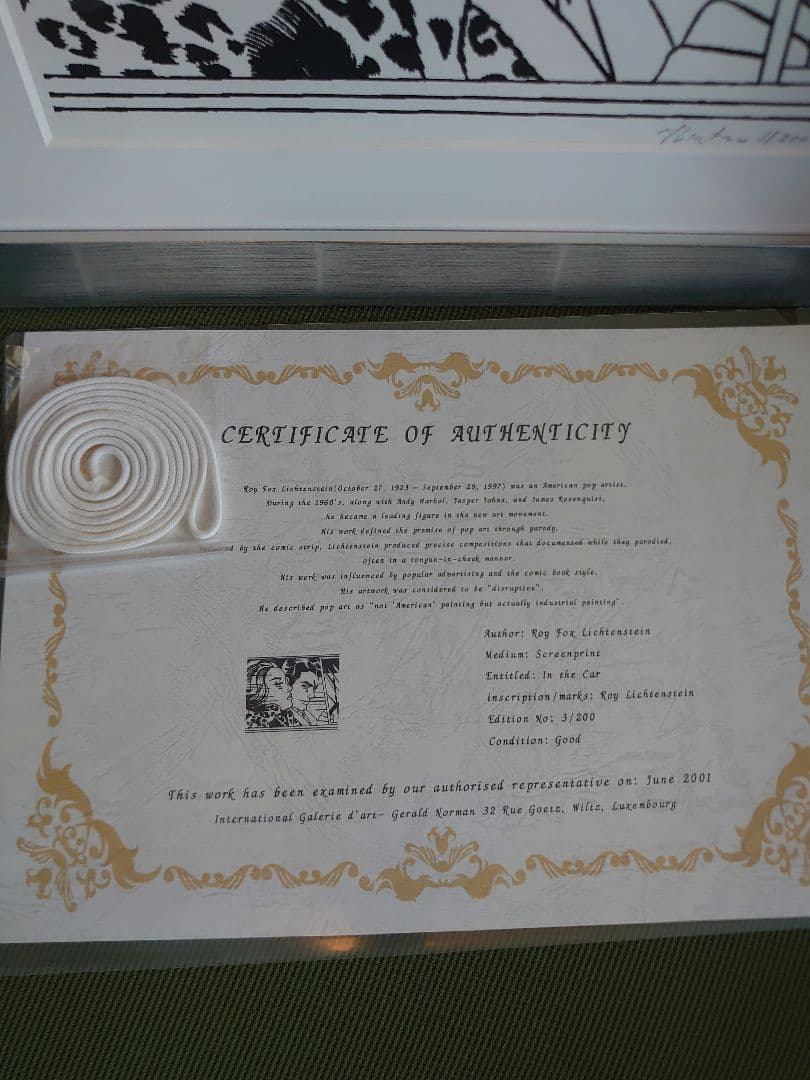 CERTIFICATE OF AUTHENTICITY
Roy Fox Lichtenstein(October 27, 1923 – September 29, 1997) was an American pop artist.
During the 1960's, along with Andy Warhol, Jasper Johns, and James Rosenquist,
he became a leading figure in the new art movement.
His work defined the premise of pop art through parody.
by the comic strip, Lichtenstein produced precise compositions that documented while they parodied,
often in a tongue-in-cheek manner.
His work was influenced by popular advertising and the comic book style.
His artwork was considered to be "disruptive".
He described pop art as "not 'American' painting but actually industrial painting".
Author: Roy Fox Lichtenstein
Medium: Screenprint
Entitled: In the Car
inscription/marks: Roy Lichtenstein
Edition No: 3/200
Condition: Good
This work has been examined by our authorised representative on: June 2001
International Galerie d'art- Gerald Norman 32 Rue Goetz, Wiltz, Luxembourg